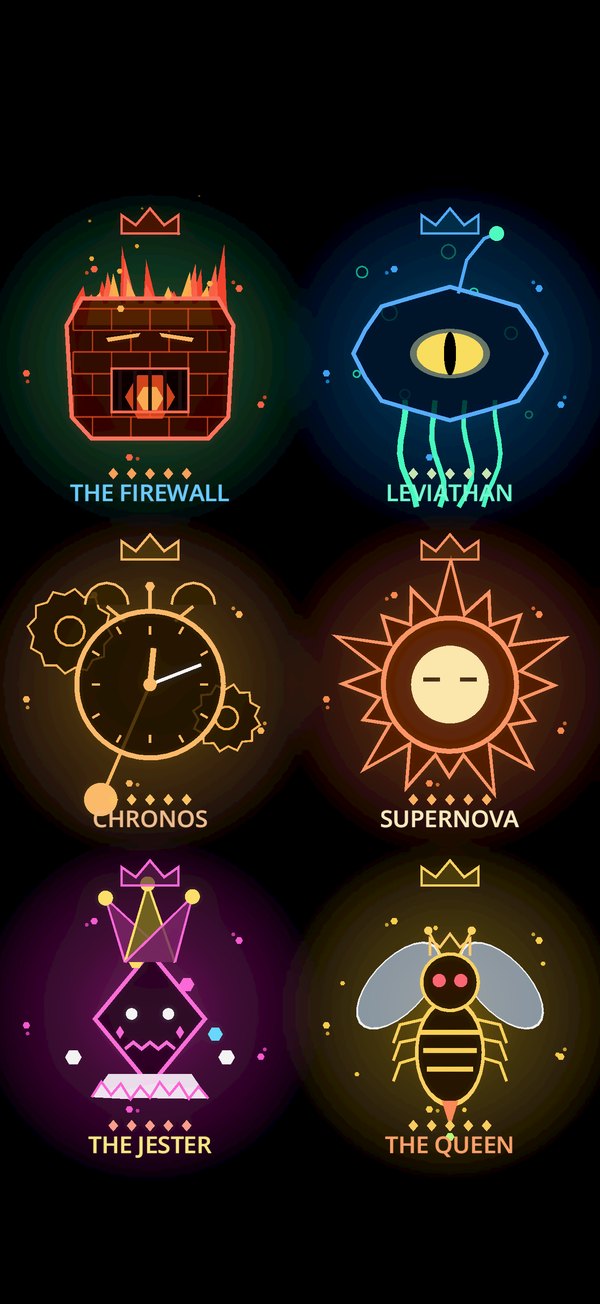 THE FIREWALL
LEVIATHAN
CHRONOS
SUPERNOVA
THE JESTER
THE QUEEN